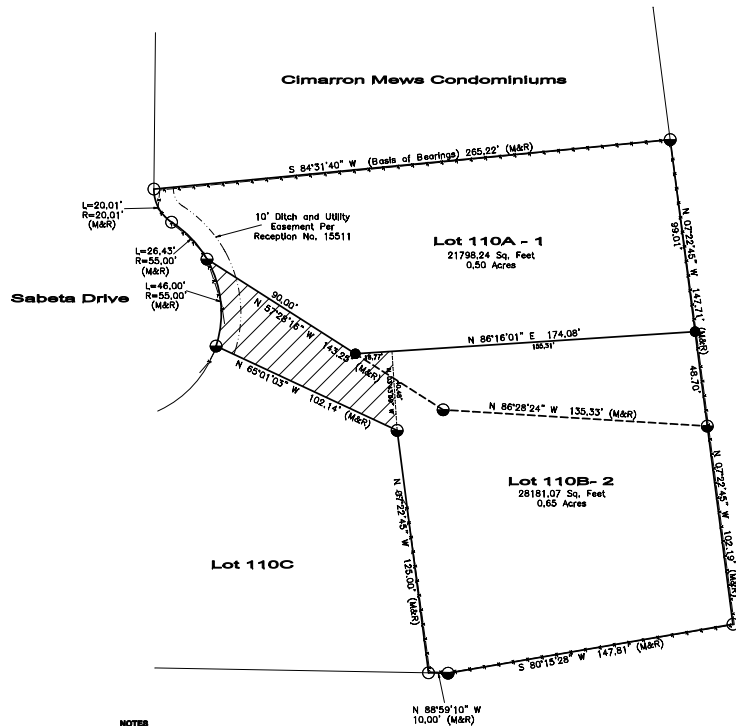 Cimarron Mews Condominiums
S 84°31'40" W (Basis of Bearings) 265.22' (M&R)
L=20.01'
R=20.01'
(M&R)
10' Ditch and Utility
Easement Per
Reception No. 15511
L=26.43'
R=55.00'
(M&R)
L=46.00'
R=55.00'
(M&R)
Sabeta Drive
Lot 110A - 1
21798.24 Sq. Feet
0.50 Acres
N 07°22'45" W 147.71' (M&R)
99.01'
48.70'
90.00'
N 57°28'16" W 143.25' (M&R)
N 86°16'01" E 174.08'
155.31'
18.77'
N 65°01'03" W 102.14' (M&R)
N 86°28'24" W 135.33' (M&R)
Lot 110B-2
28181.07 Sq. Feet
0.65 Acres
N 07°22'45" W 102.19' (M&R)
N 07°22'45" W 125.00' (M&R)
Lot 110C
S 80°15'28" W 147.81' (M&R)
N 88°59'10" W
10.00' (M&R)
NOTES